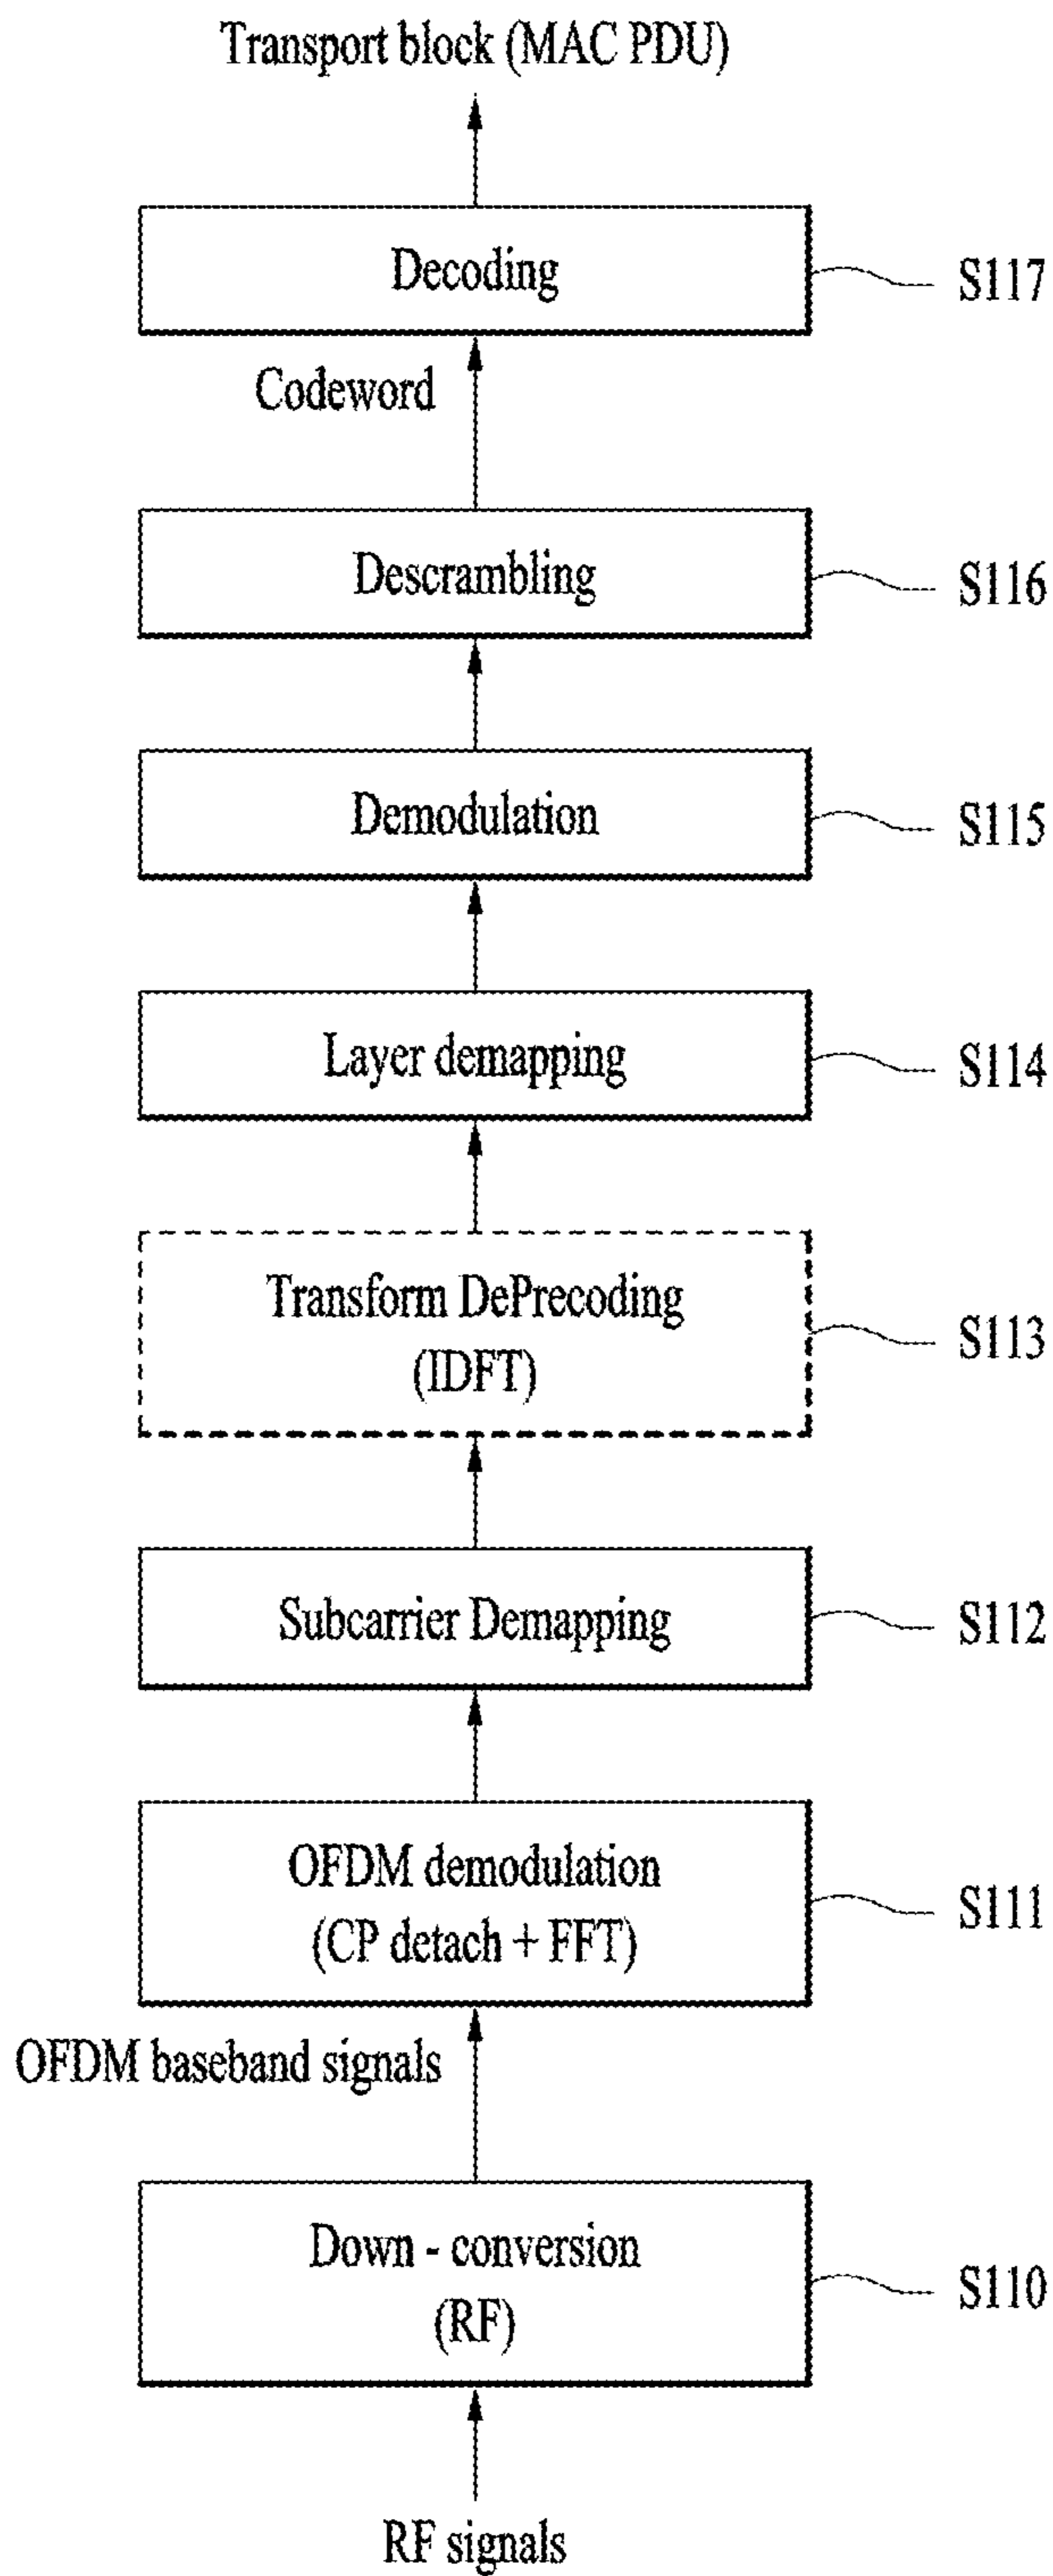 Transport block (MAC PDU)
Decoding
S117
Codeword
Descrambling
S116
Demodulation
S115
Layer demapping
S114
Transform DePrecoding
(IDFT)
S113
Subcarrier Demapping
S112
OFDM demodulation
(CP detach + FFT)
S111
OFDM baseband signals
Down - conversion
(RF)
S110
RF signals